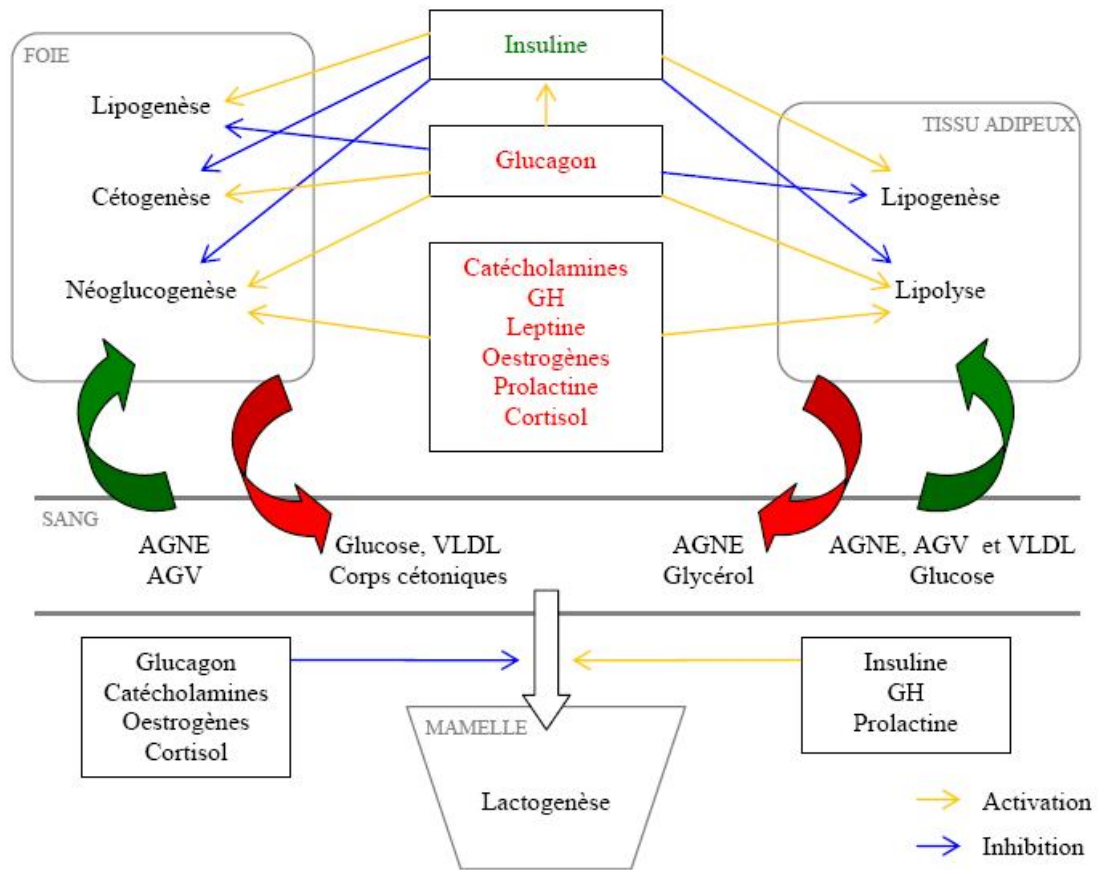 FOIE
Insuline
Lipogenèse
TISSU ADIPEUX
Glucagon
Cétogenèse
Lipogenèse
Catécholamines
GH
Leptine
Oestrogènes
Prolactine
Cortisol
Néoglucogenèse
Lipolyse
SANG
AGNE
AGV
Glucose, VLDL
Corps cétoniques
AGNE
Glycérol
AGNE, AGV et VLDL
Glucose
Glucagon
Catécholamines
Oestrogènes
Cortisol
Insuline
GH
Prolactine
MAMELLE
Lactogenèse
Activation
Inhibition